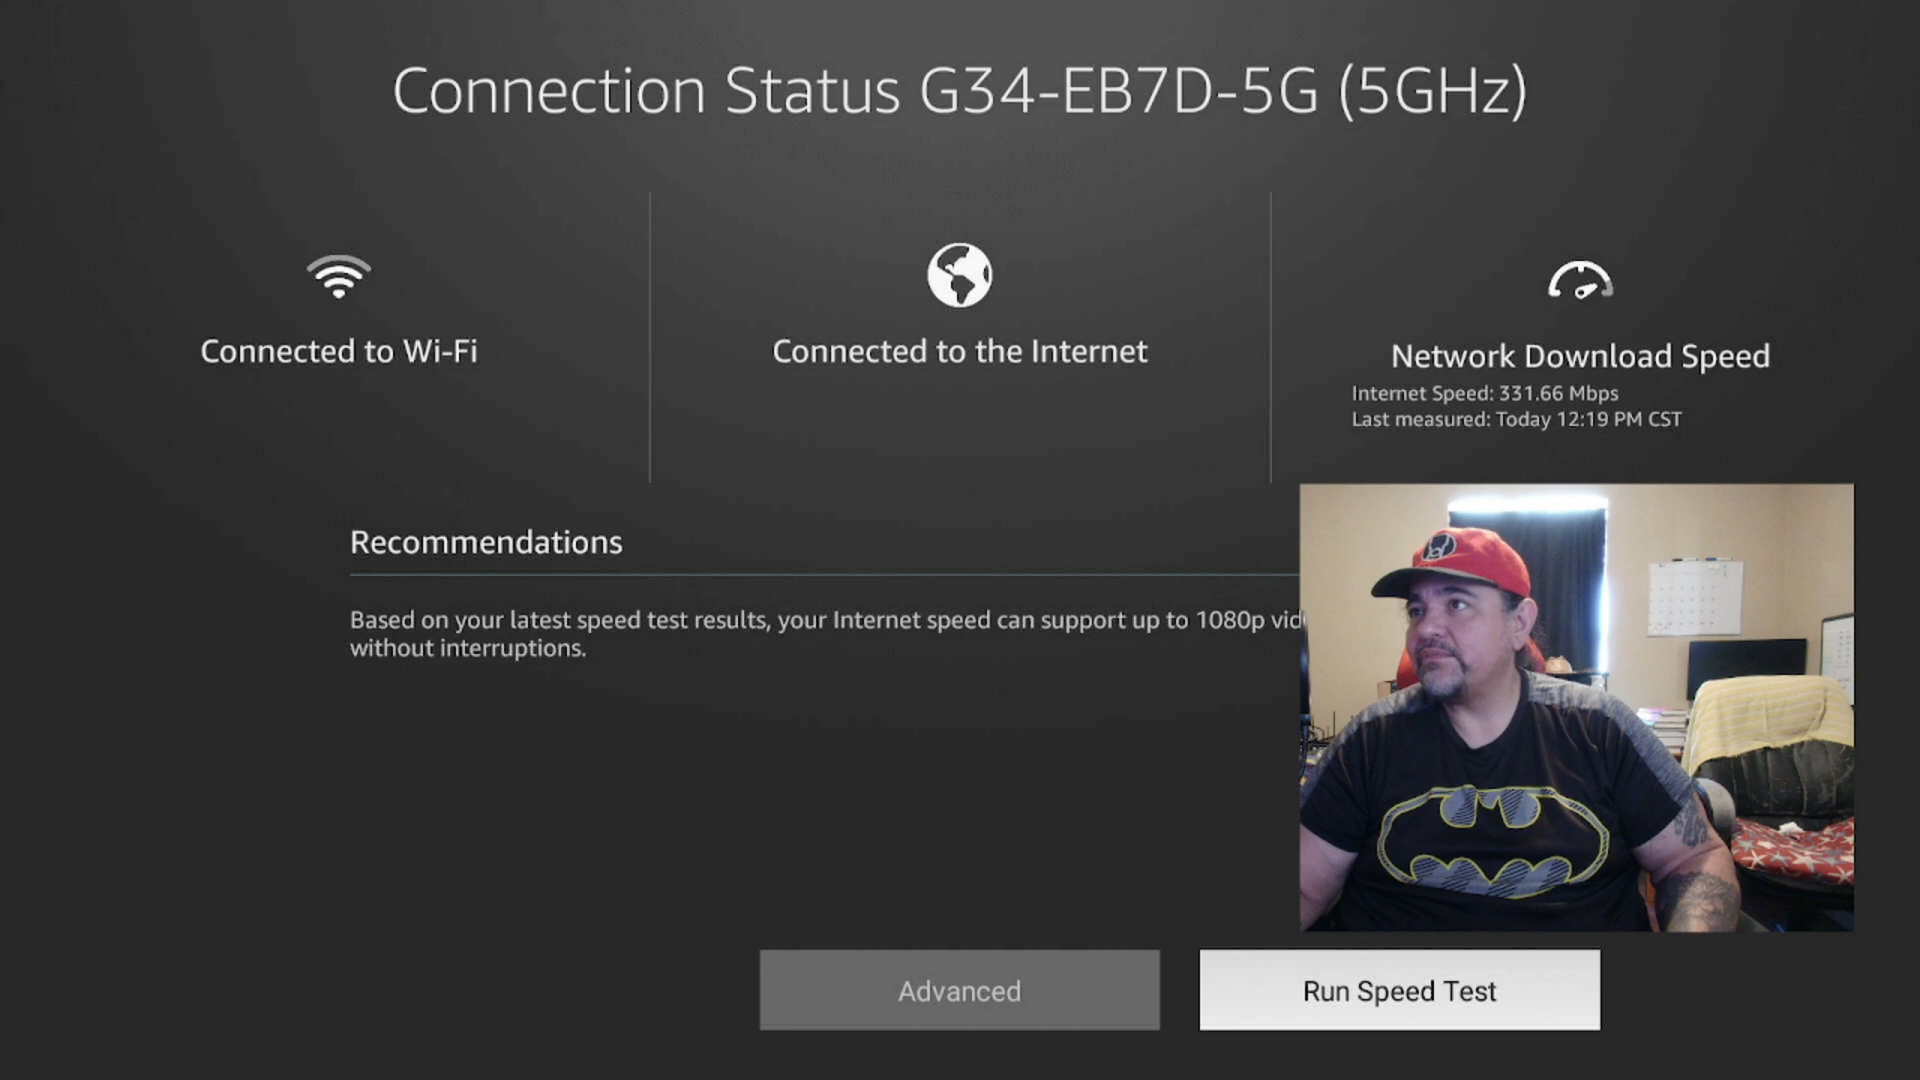 Connection Status G34-EB7D-5G (5GHz)
Connected to Wi-Fi
Connected to the Internet
Network Download Speed
Internet Speed: 331.66 Mbps
Last measured: Today 12:19 PM CST
Recommendations
Based on your latest speed test results, your Internet speed can support up to 1080p
without interruptions.
Advanced
Run Speed Test